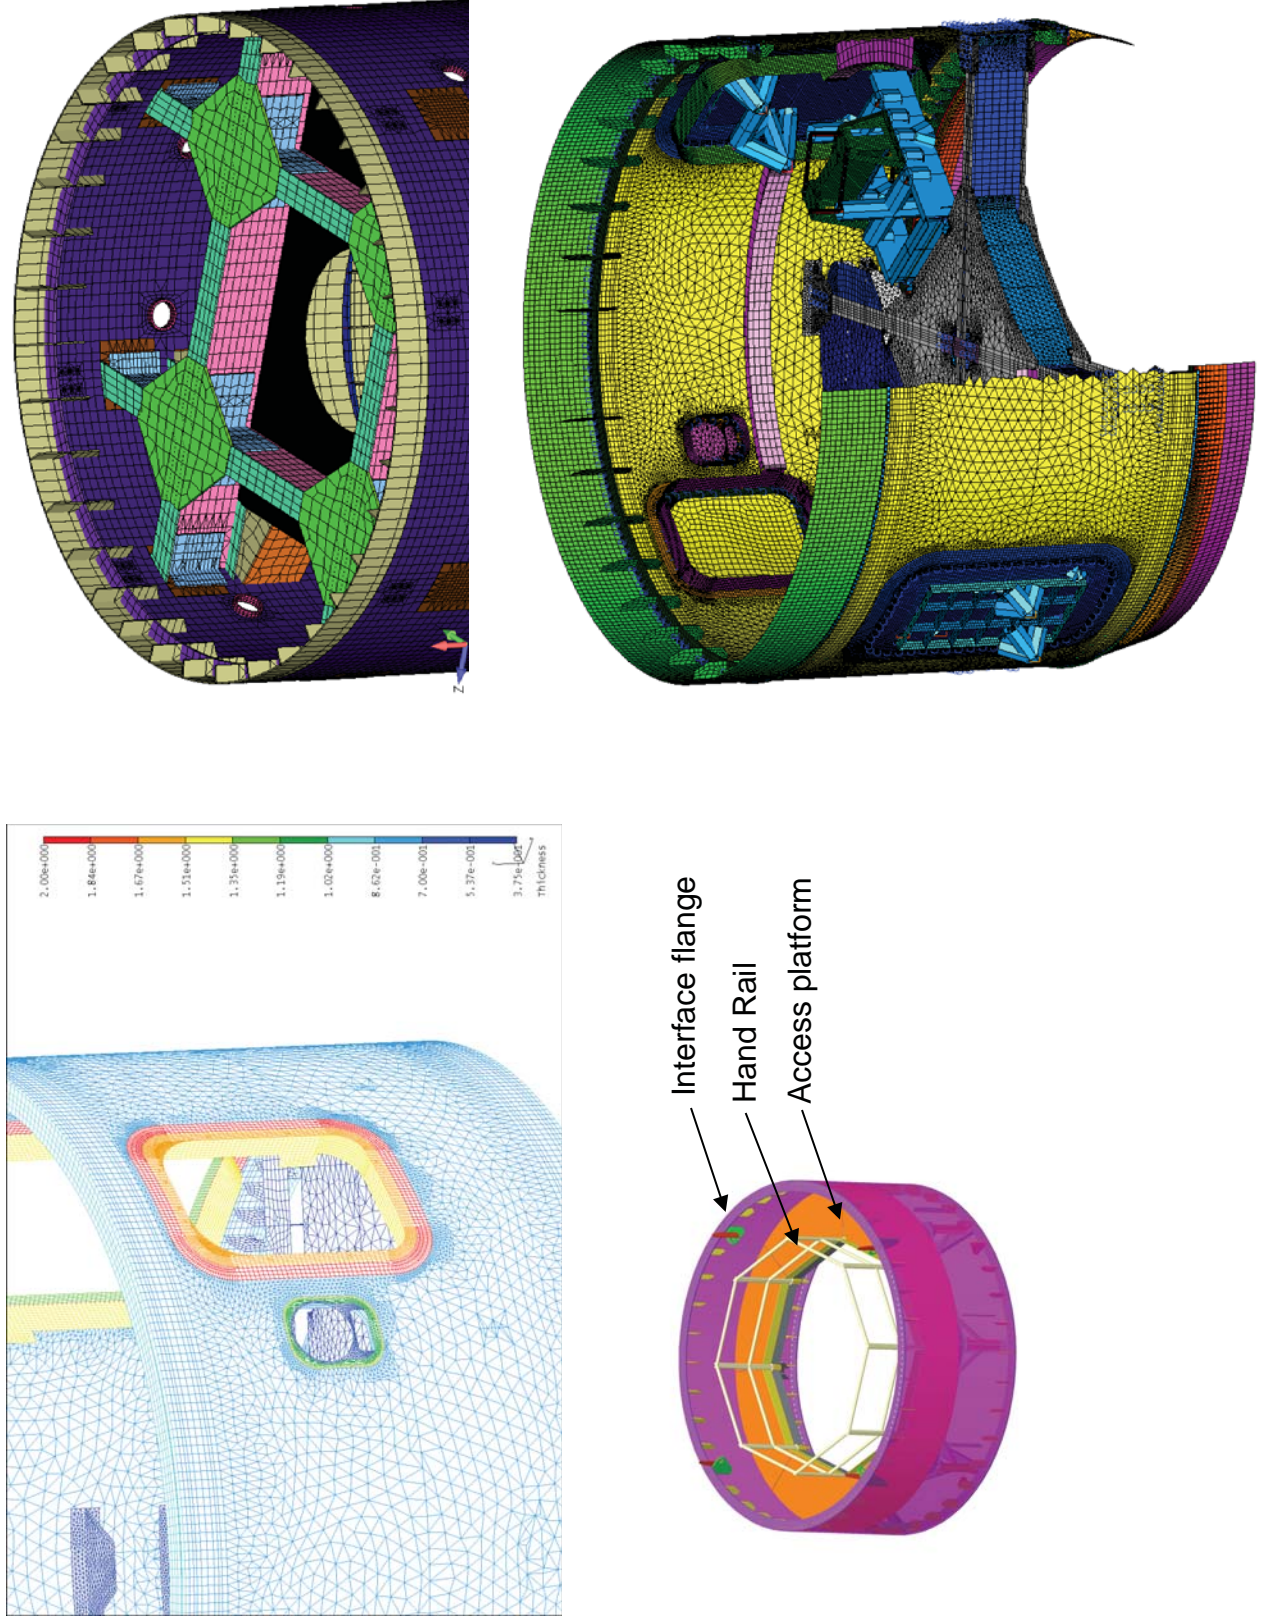 Z
2.00e+000
1.84e+000
1.67e+000
1.51e+000
1.35e+000
1.19e+000
1.02e+000
8.62e-001
7.00e-001
5.37e-001
3.75e-001
Thickness
Interface flange
Hand Rail
Access platform